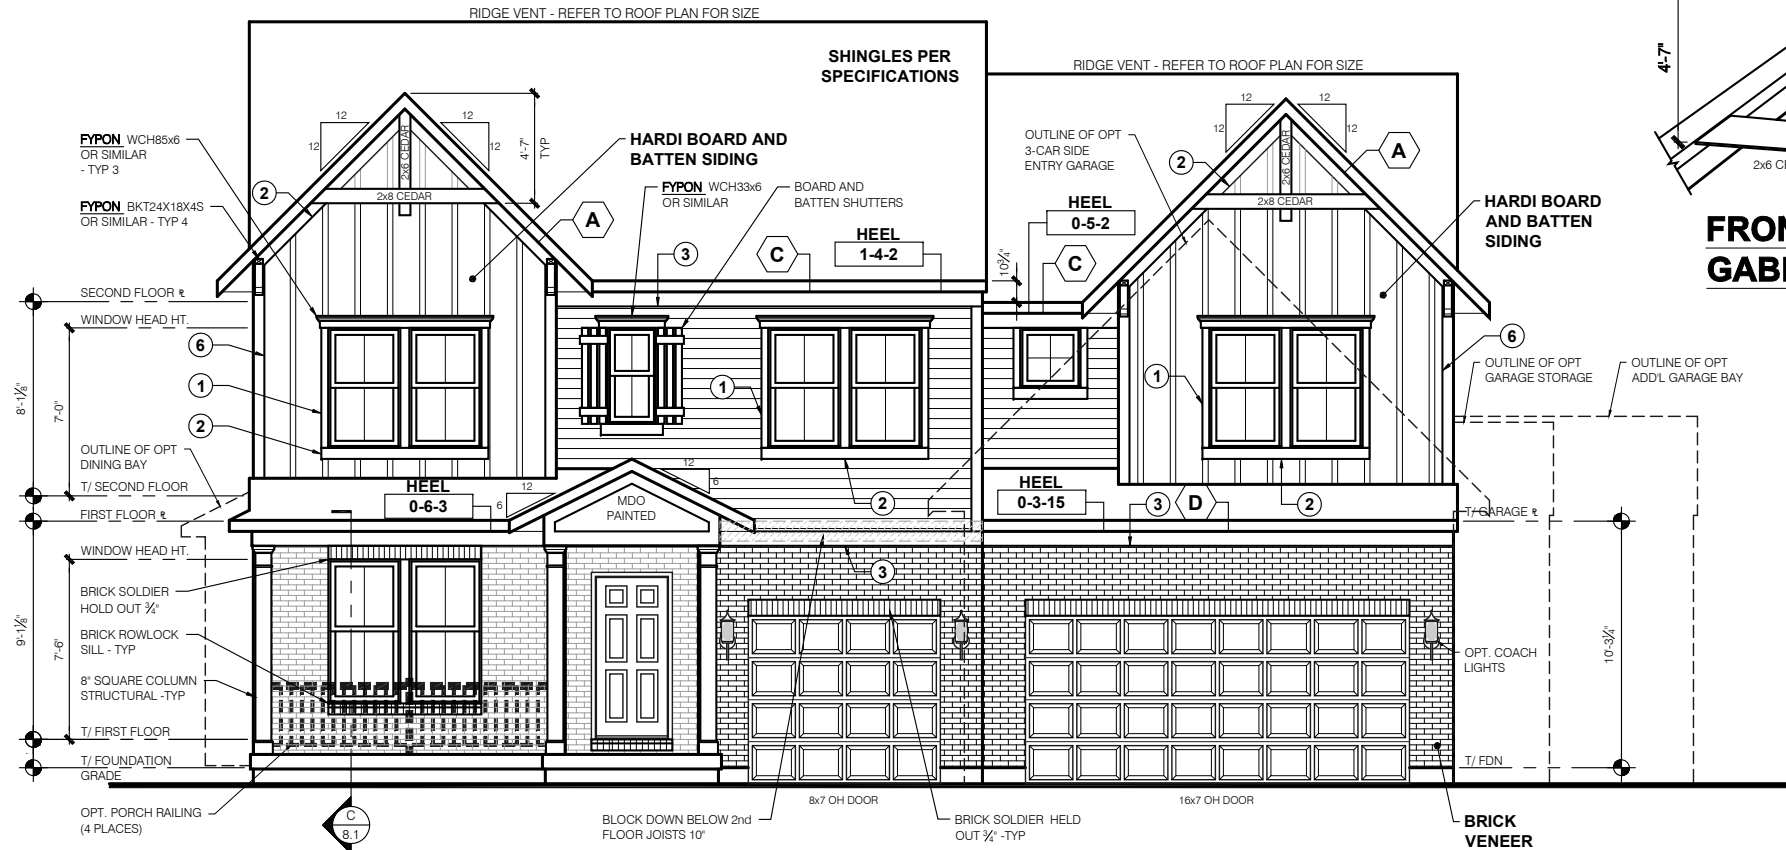 RIDGE VENT - REFER TO ROOF PLAN FOR SIZE
SHINGLES PER
SPECIFICATIONS
RIDGE VENT - REFER TO ROOF PLAN FOR SIZE
4'-7"
2x6 C
FRON
GAB
12
12
12
12
2x6 CEDAR
2x8 CEDAR
4'-7"
TYP
FYPON WCH85x6
OR SIMILAR
- TYP 3
2
FYPON BKT24X18X4S
OR SIMILAR - TYP 4
HARDI BOARD AND
BATTEN SIDING
FYPON WCH33x6
OR SIMILAR
BOARD AND
BATTEN SHUTTERS
A
3
C
HEEL
1-4-2
OUTLINE OF OPT
3-CAR SIDE
ENTRY GARAGE
12
12
12
12
2x6 CEDAR
2x8 CEDAR
2
A
HEEL
0-5-2
10¾"
C
HARDI BOARD
AND BATTEN
SIDING
SECOND FLOOR ℄
WINDOW HEAD HT.
6
1
2
8'-1⅛"
7'-0"
OUTLINE OF OPT
DINING BAY
T/ SECOND FLOOR
1
2
1
2
6
OUTLINE OF OPT
GARAGE STORAGE
OUTLINE OF OPT
ADD'L GARAGE BAY
HEEL
0-6-3
12
6
12
6
MDO
PAINTED
HEEL
0-3-15
3
D
T/ GARAGE ℄
FIRST FLOOR ℄
WINDOW HEAD HT.
3
BRICK SOLDIER
HOLD OUT ¾"
BRICK ROWLOCK
SILL - TYP
9'-1⅛"
7'-6"
8" SQUARE COLUMN
STRUCTURAL -TYP
T/ FIRST FLOOR
T/ FOUNDATION
GRADE
OPT. COACH
LIGHTS
10'-3¼"
T/ FDN
OPT. PORCH RAILING
(4 PLACES)
C
8.1
8x7 OH DOOR
16x7 OH DOOR
BLOCK DOWN BELOW 2nd
FLOOR JOISTS 10"
BRICK SOLDIER HELD
OUT ¾" -TYP
BRICK
VENEER